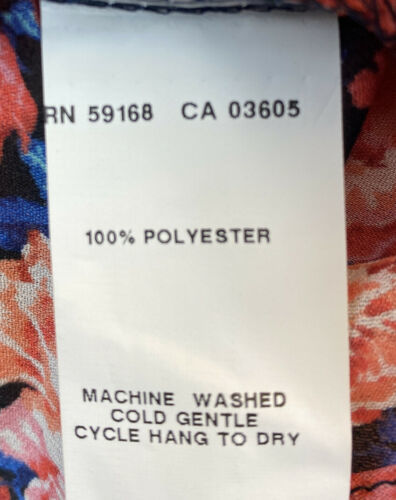 RN 59168 CA 03605
100% POLYESTER
MACHINE WASHED
COLD GENTLE
CYCLE HANG TO DRY